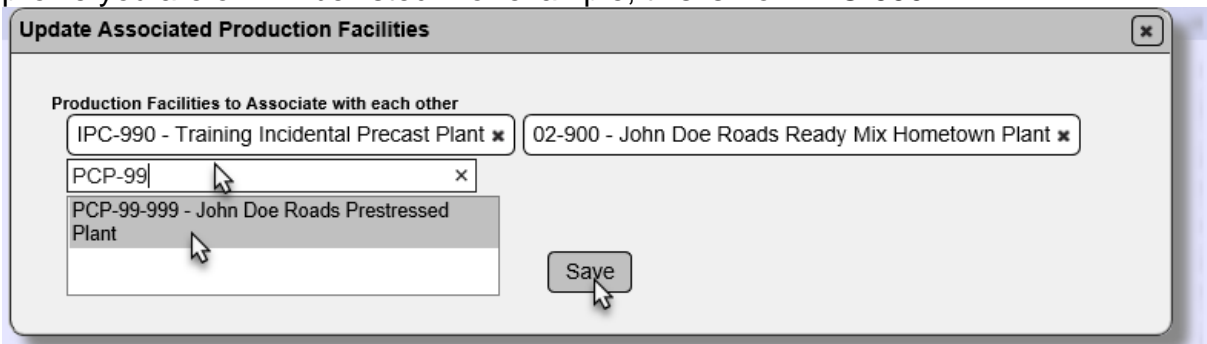 Update Associated Production Facilities
Production Facilities to Associate with each other
IPC-990 - Training Incidental Precast Plant × 02-900 - John Doe Roads Ready Mix Hometown Plant ×
PCP-99 ×
PCP-99-999 - John Doe Roads Prestressed
Plant
Save